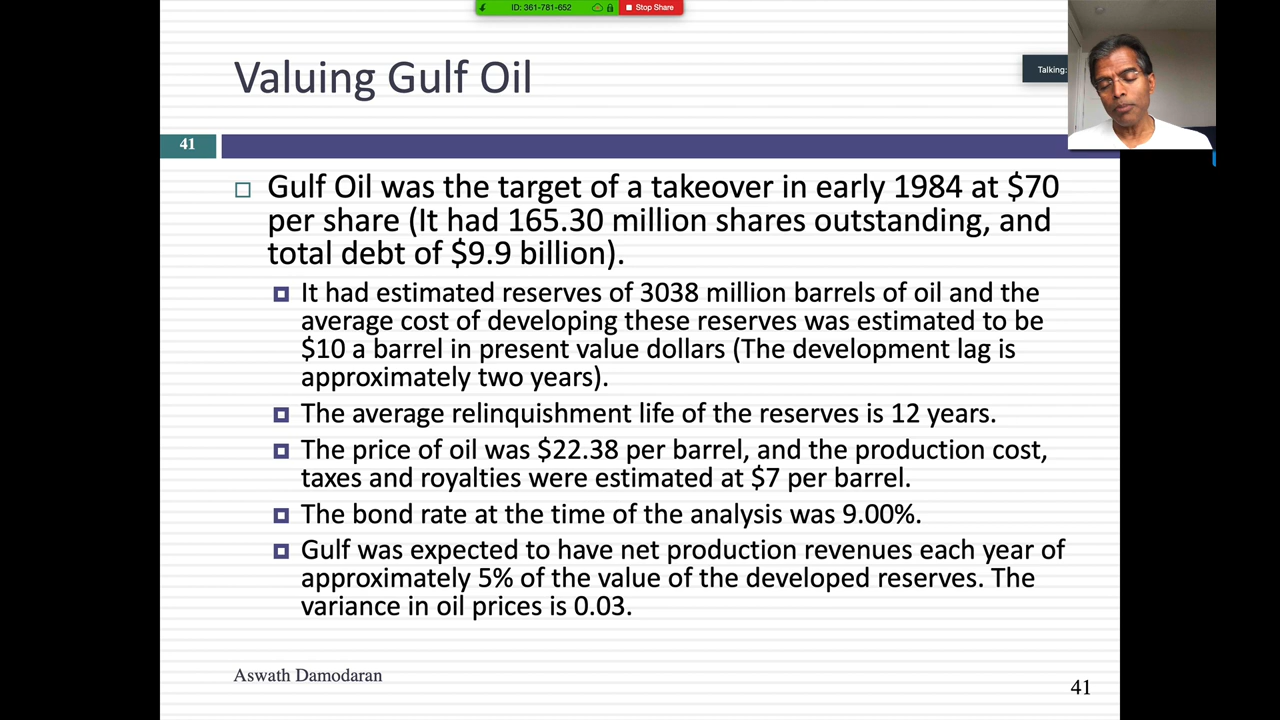 ID: 361-781-652
Stop Share
Valuing Gulf Oil
Talking:
41
Gulf Oil was the target of a takeover in early 1984 at $70
per share (It had 165.30 million shares outstanding, and
total debt of $9.9 billion).
It had estimated reserves of 3038 million barrels of oil and the
average cost of developing these reserves was estimated to be
$10 a barrel in present value dollars (The development lag is
approximately two years).
The average relinquishment life of the reserves is 12 years.
The price of oil was $22.38 per barrel, and the production cost,
taxes and royalties were estimated at $7 per barrel.
The bond rate at the time of the analysis was 9.00%.
Gulf was expected to have net production revenues each year of
approximately 5% of the value of the developed reserves. The
variance in oil prices is 0.03.
Aswath Damodaran
41